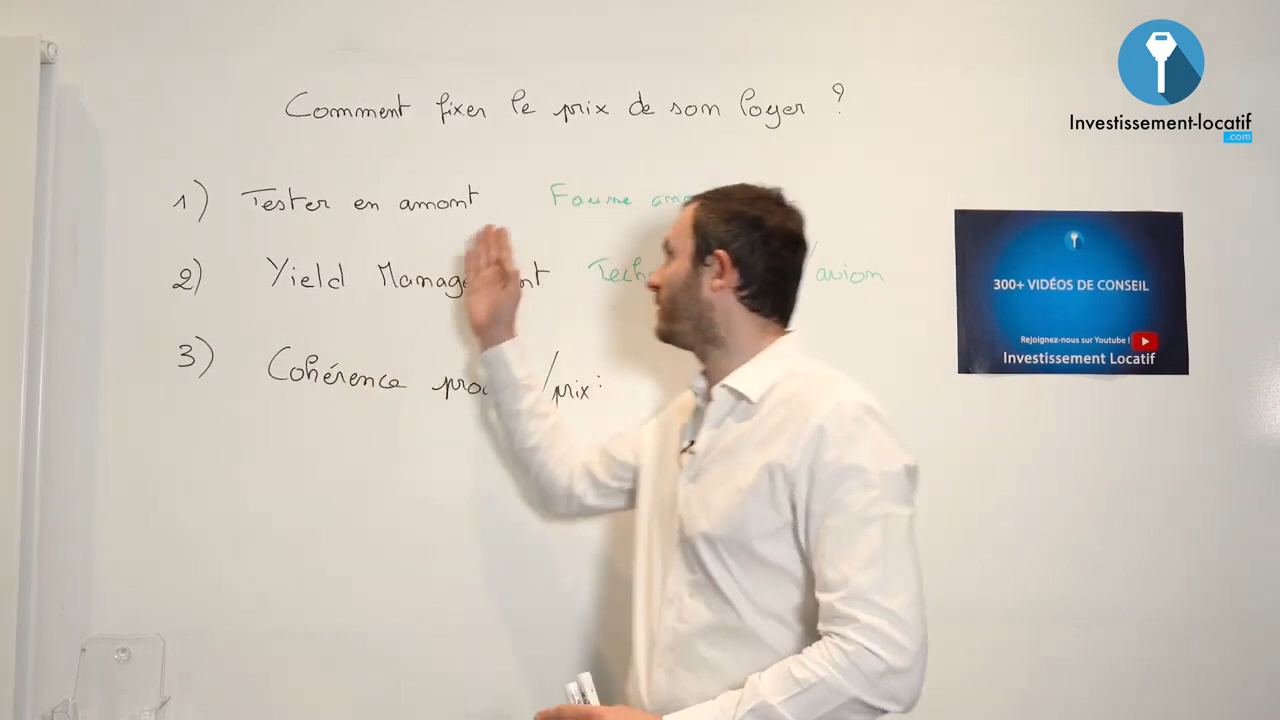 Comment fixer le prix de son loyer ?
1) Tester en amont
2) Yield / avion
3) Cohérence /prix:
Investissement-locatif
.com
300+ VIDÉOS DE CONSEIL
Rejoignez-nous sur Youtube !
Investissement Locatif